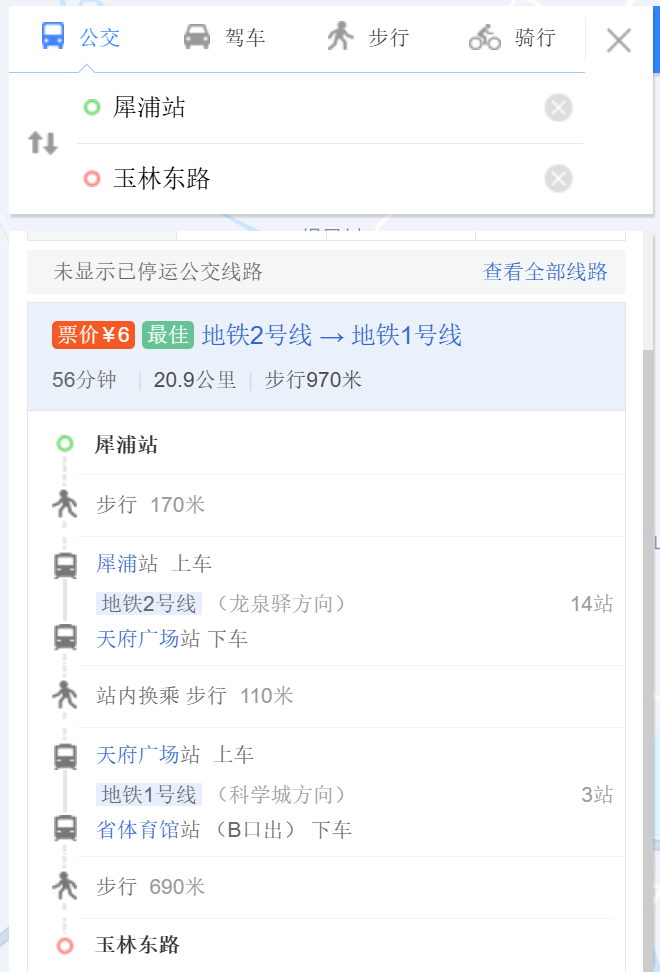 公交 驾车 步行 骑行
犀浦站
玉林东路
未显示已停运公交线路 查看全部线路
票价¥6 最佳 地铁2号线 → 地铁1号线
56分钟 | 20.9公里 | 步行970米
犀浦站
步行 170米
犀浦站 上车
地铁2号线 （龙泉驿方向） 14站
天府广场站 下车
站内换乘 步行 110米
天府广场站 上车
地铁1号线 （科学城方向） 3站
省体育馆站 （B口出） 下车
步行 690米
玉林东路